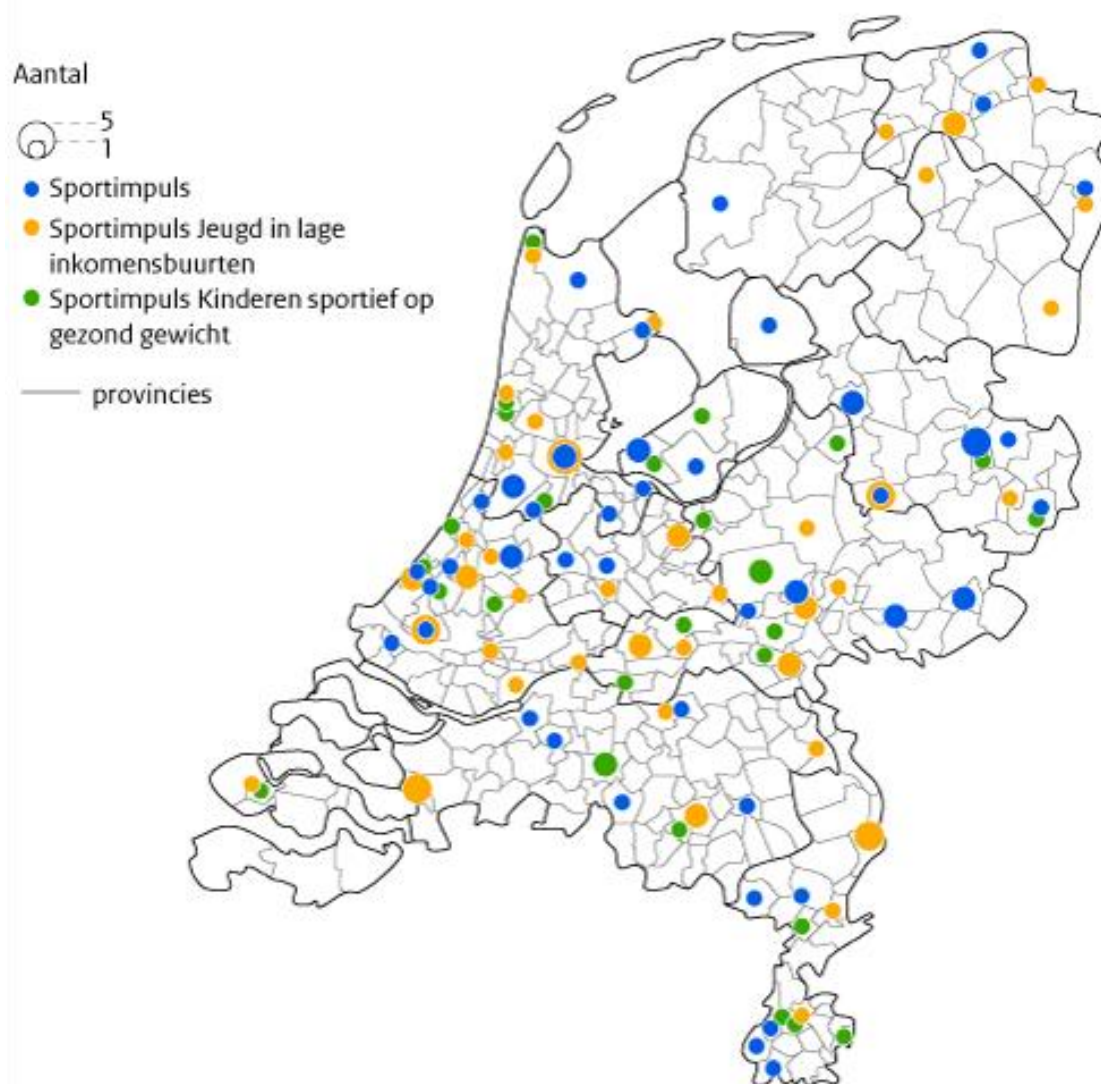 Aantal
5
1
Sportimpuls
Sportimpuls Jeugd in lage
inkomensbuurten
Sportimpuls Kinderen sportief op
gezond gewicht
provincies